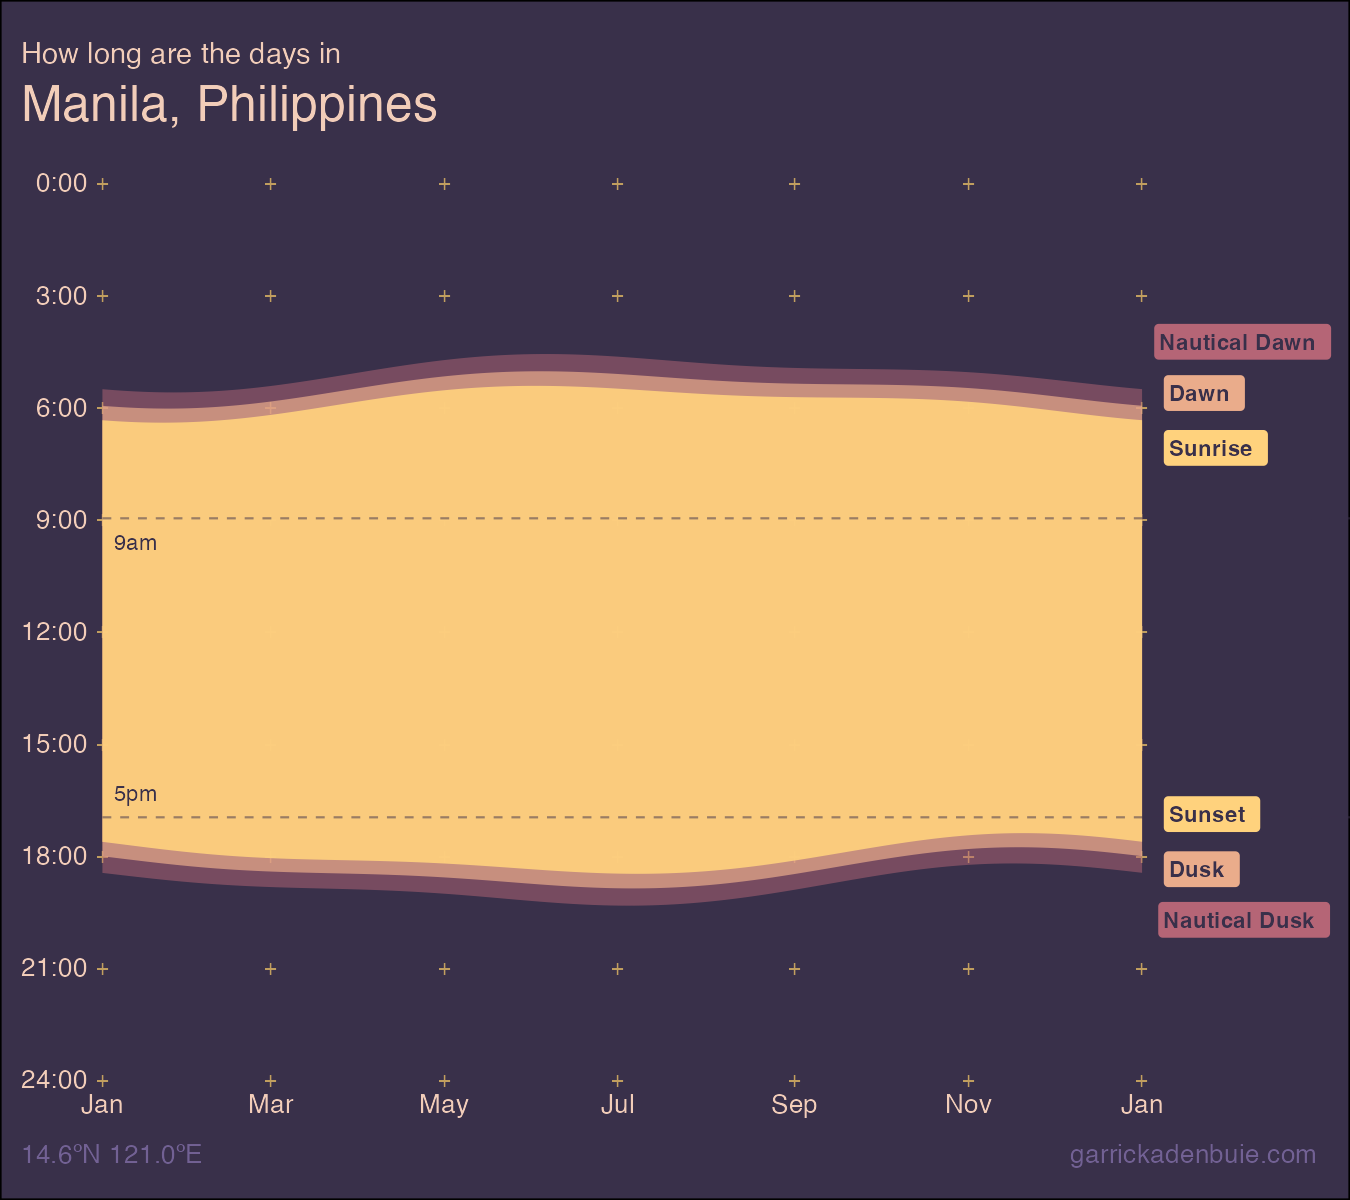 How long are the days in
Manila, Philippines
0:00
3:00
Nautical Dawn
Dawn
6:00
Sunrise
9:00
9am
12:00
15:00
5pm
Sunset
18:00
Dusk
Nautical Dusk
21:00
24:00
Jan Mar May Jul Sep Nov Jan
14.6ºN 121.0ºE
garrickadenbuie.com